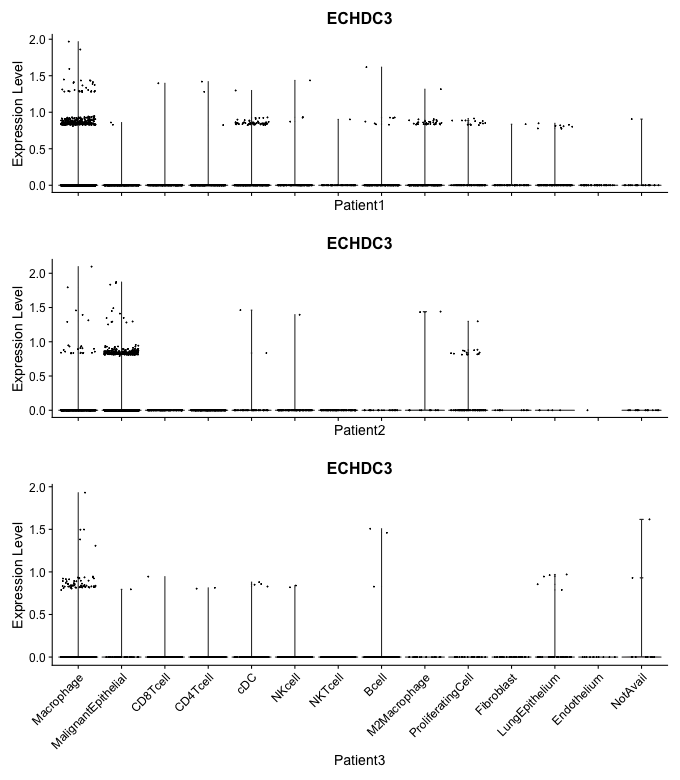 ECHDC3
2.0
1.5
1.0
0.5
0.0
Expression Level
Patient1
ECHDC3
2.0
1.5
1.0
0.5
0.0
Expression Level
Patient2
ECHDC3
2.0
1.5
1.0
0.5
0.0
Expression Level
Macrophage
MalignantEpithelial
CD8Tcell
CD4Tcell
cDC
NKcell
NKTcell
Bcell
M2Macrophage
ProliferatingCell
Fibroblast
LungEpithelium
Endothelium
NotAvail
Patient3